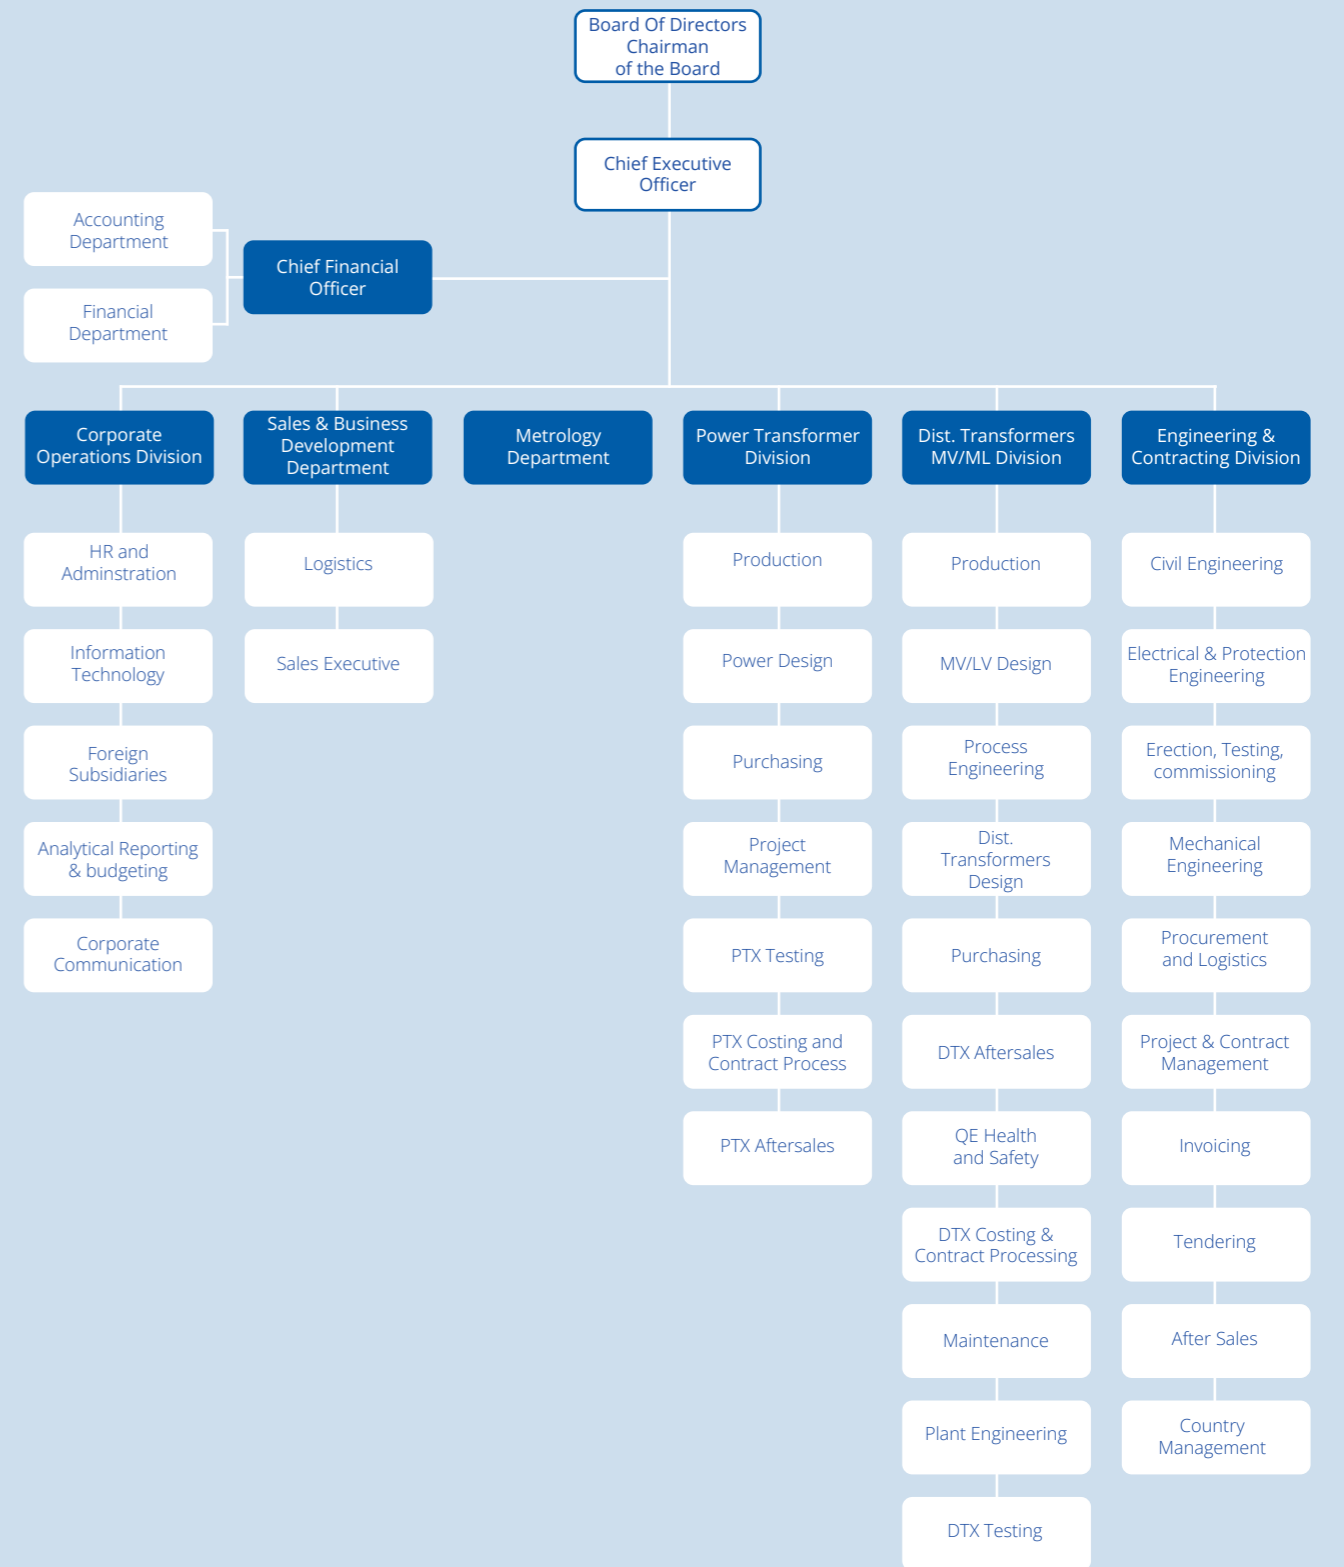 Board Of Directors
Chairman
of the Board
Chief Executive
Officer
Accounting
Department
Chief Financial
Officer
Financial
Department
Corporate
Operations Division
Sales & Business
Development
Department
Metrology
Department
Power Transformer
Division
Dist. Transformers
MV/ML Division
Engineering &
Contracting Division
HR and
Adminstration
Information
Technology
Foreign
Subsidiaries
Analytical Reporting
& budgeting
Corporate
Communication
Logistics
Sales Executive
Production
Power Design
Purchasing
Project
Management
PTX Testing
PTX Costing and
Contract Process
PTX Aftersales
Production
MV/LV Design
Process
Engineering
Dist.
Transformers
Design
Purchasing
DTX Aftersales
QE Health
and Safety
DTX Costing &
Contract Processing
Maintenance
Plant Engineering
DTX Testing
Civil Engineering
Electrical & Protection
Engineering
Erection, Testing,
commissioning
Mechanical
Engineering
Procurement
and Logistics
Project & Contract
Management
Invoicing
Tendering
After Sales
Country
Management